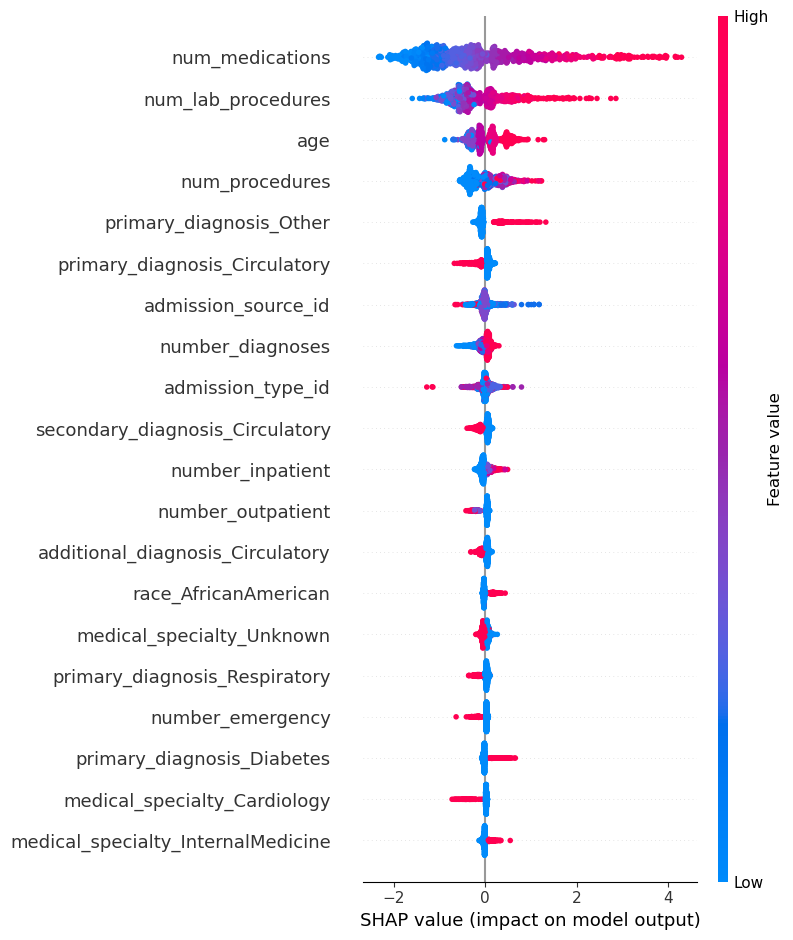 High
num_medications
num_lab_procedures
age
num_procedures
primary_diagnosis_Other
primary_diagnosis_Circulatory
admission_source_id
number_diagnoses
admission_type_id
secondary_diagnosis_Circulatory
number_inpatient
number_outpatient
additional_diagnosis_Circulatory
race_AfricanAmerican
medical_specialty_Unknown
primary_diagnosis_Respiratory
number_emergency
primary_diagnosis_Diabetes
medical_specialty_Cardiology
medical_specialty_InternalMedicine
Feature value
Low
−2 0 2 4
SHAP value (impact on model output)